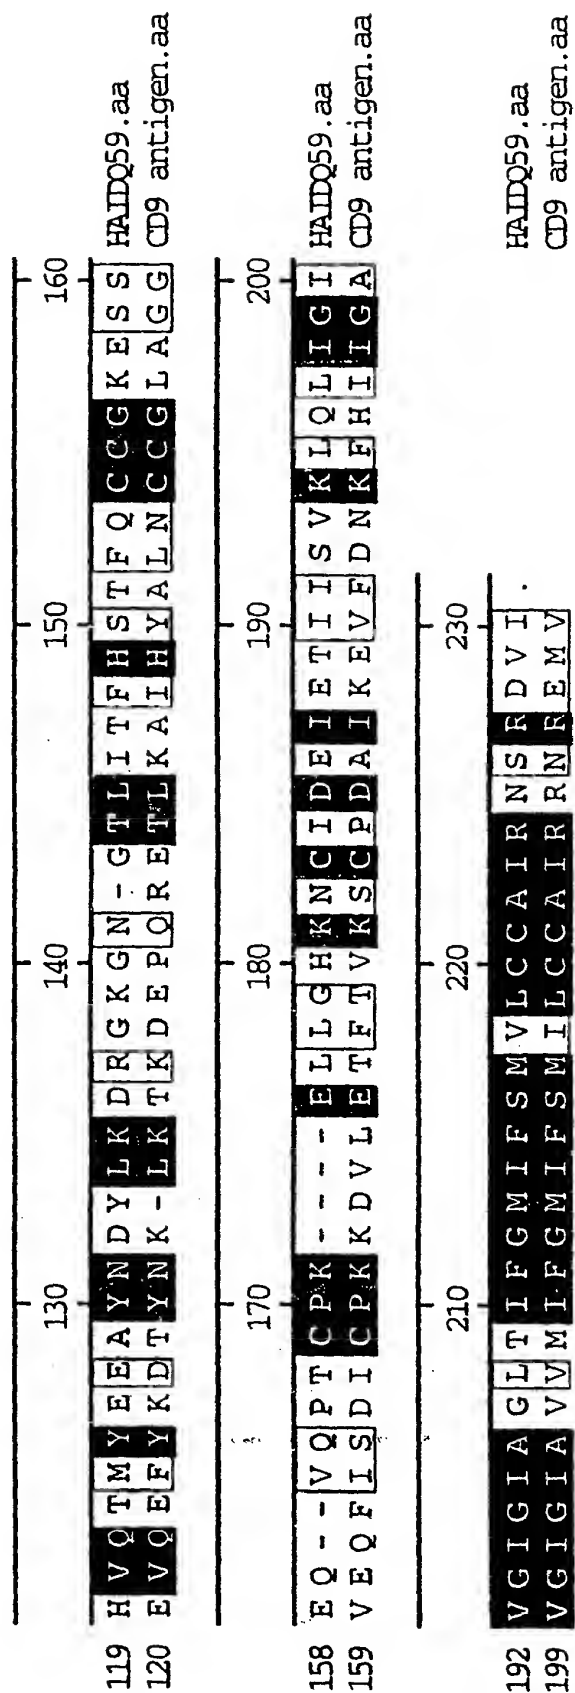 130 140 150 160
119 H V Q T M Y E E A Y N D Y L K D R G K G N - G T L I T F H S T F Q C C G K E S S HAIDQ59.aa
120 E V Q E F Y K D T Y N K - L K T K D E P Q R E T L K A I H Y A L N C C G L A G G CD9 antigen.aa
170 180 190 200
158 E Q - - V Q P T C P K - - - - E L L G H K N C I D E I E T I I S V K L Q L I G I HAIDQ59.aa
159 V E Q F I S D I C P K K D V L E T F T V K S C P D A I K E V F D N K F H I I G A CD9 antigen.aa
210 220 230
192 V G I G I A G L T I F G M I F S M V L C C A I R N S R D V I HAIDQ59.aa
199 V G I G I A V V M I F G M I F S M I L C C A I R R N R E M V CD9 antigen.aa